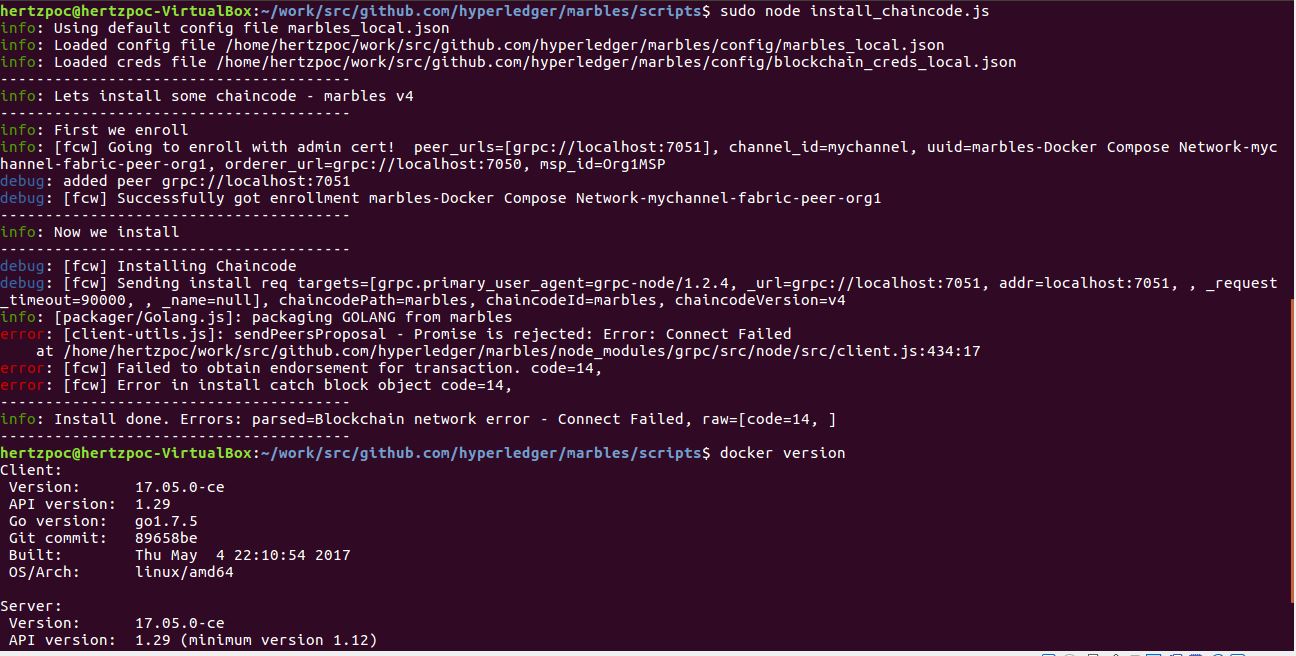 hertzpoc@hertzpoc-VirtualBox:~/work/src/github.com/hyperledger/marbles/scripts$ sudo node install_chaincode.js
info: Using default config file marbles_local.json
info: Loaded config file /home/hertzpoc/work/src/github.com/hyperledger/marbles/config/marbles_local.json
info: Loaded creds file /home/hertzpoc/work/src/github.com/hyperledger/marbles/config/blockchain_creds_local.json
---------------------------------------
info: Lets install some chaincode - marbles v4
---------------------------------------
info: First we enroll
info: [fcw] Going to enroll with admin cert!  peer_urls=[grpc://localhost:7051], channel_id=mychannel, uuid=marbles-Docker Compose Network-myc
hannel-fabric-peer-org1, orderer_url=grpc://localhost:7050, msp_id=Org1MSP
debug: added peer grpc://localhost:7051
debug: [fcw] Successfully got enrollment marbles-Docker Compose Network-mychannel-fabric-peer-org1
---------------------------------------
info: Now we install
---------------------------------------
debug: [fcw] Installing Chaincode
debug: [fcw] Sending install req targets=[grpc.primary_user_agent=grpc-node/1.2.4, _url=grpc://localhost:7051, addr=localhost:7051, , _request
_timeout=90000, , _name=null], chaincodePath=marbles, chaincodeId=marbles, chaincodeVersion=v4
info: [packager/Golang.js]: packaging GOLANG from marbles
error: [client-utils.js]: sendPeersProposal - Promise is rejected: Error: Connect Failed
    at /home/hertzpoc/work/src/github.com/hyperledger/marbles/node_modules/grpc/src/node/src/client.js:434:17
error: [fcw] Failed to obtain endorsement for transaction. code=14,
error: [fcw] Error in install catch block object code=14,
---------------------------------------
info: Install done. Errors: parsed=Blockchain network error - Connect Failed, raw=[code=14, ]
---------------------------------------
hertzpoc@hertzpoc-VirtualBox:~/work/src/github.com/hyperledger/marbles/scripts$ docker version
Client:
 Version:      17.05.0-ce
 API version:  1.29
 Go version:   go1.7.5
 Git commit:   89658be
 Built:        Thu May  4 22:10:54 2017
 OS/Arch:      linux/amd64

Server:
 Version:      17.05.0-ce
 API version:  1.29 (minimum version 1.12)